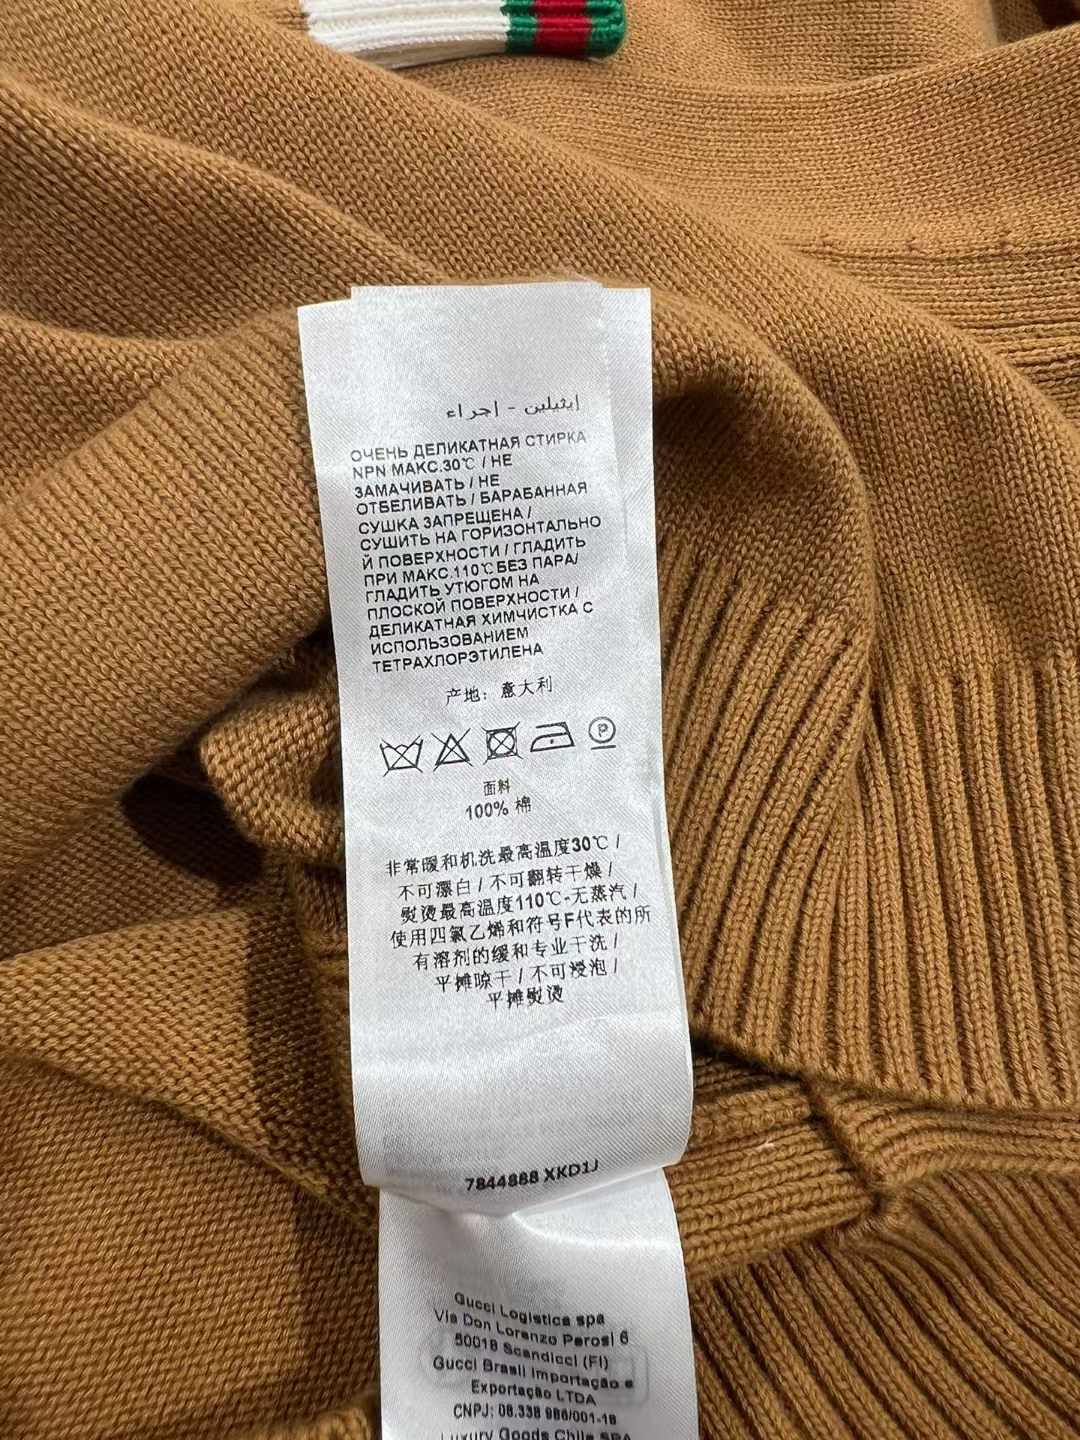 إيثيلين - اجراء
ОЧЕНЬ ДЕЛИКАТНАЯ СТИРКА
NPN МАКС.30℃ / НЕ
ЗАМАЧИВАТЬ / НЕ
ОТБЕЛИВАТЬ / БАРАБАННАЯ
СУШКА ЗАПРЕЩЕНА /
СУШИТЬ НА ГОРИЗОНТАЛЬНО
Й ПОВЕРХНОСТИ / ГЛАДИТЬ
ПРИ МАКС.110℃ БЕЗ ПАРА/
ГЛАДИТЬ УТЮГОМ НА
ПЛОСКОЙ ПОВЕРХНОСТИ /
ДЕЛИКАТНАЯ ХИМЧИСТКА С
ИСПОЛЬЗОВАНИЕМ
ТЕТРАХЛОРЭТИЛЕНА
产地: 意大利
P
面料
100% 棉
非常暖和机洗最高温度30℃ /
不可漂白 / 不可翻转干燥 /
熨烫最高温度110℃-无蒸汽 /
使用四氯乙烯和符号F代表的所
有溶剂的缓和专业干洗 /
平摊晾干 / 不可浸泡 /
平摊熨烫
7844888 XKD1J
Gucci Logistica spa
Via Don Lorenzo Perosi 6
50018 Scandicci (FI)
Gucci Brasil Importação e
Exportação LTDA
CNPJ: 08.338 986/001-18
Luxury Goods Chile SPA